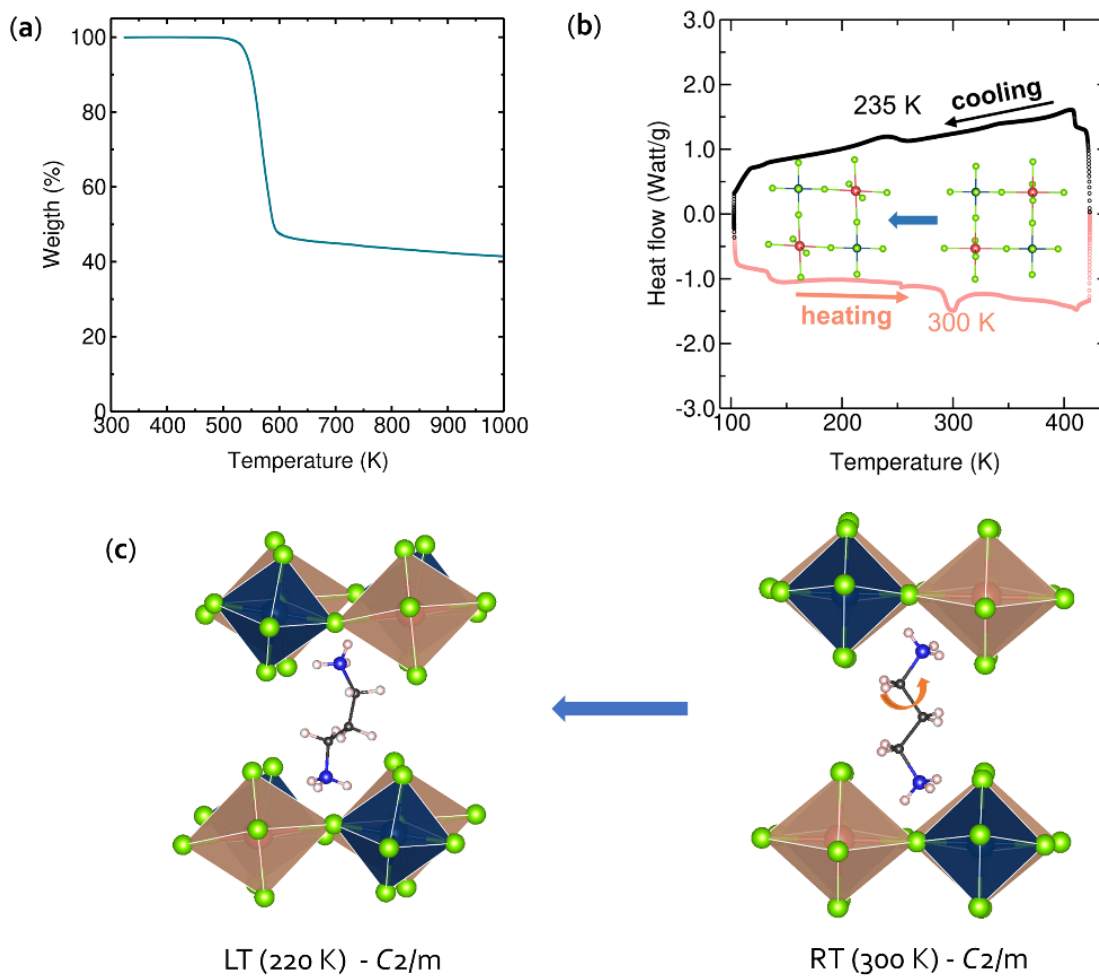 (a)
100
80
60
40
20
0
Weigth (%)
300 400 500 600 700 800 900 1000
Temperature (K)
(b)
3.0
2.0
1.0
0.0
-1.0
-2.0
-3.0
Heat flow (Watt/g)
235 K
cooling
heating
300 K
100 200 300 400
Temperature (K)
(c)
LT (220 K) - C2/m
RT (300 K) - C2/m